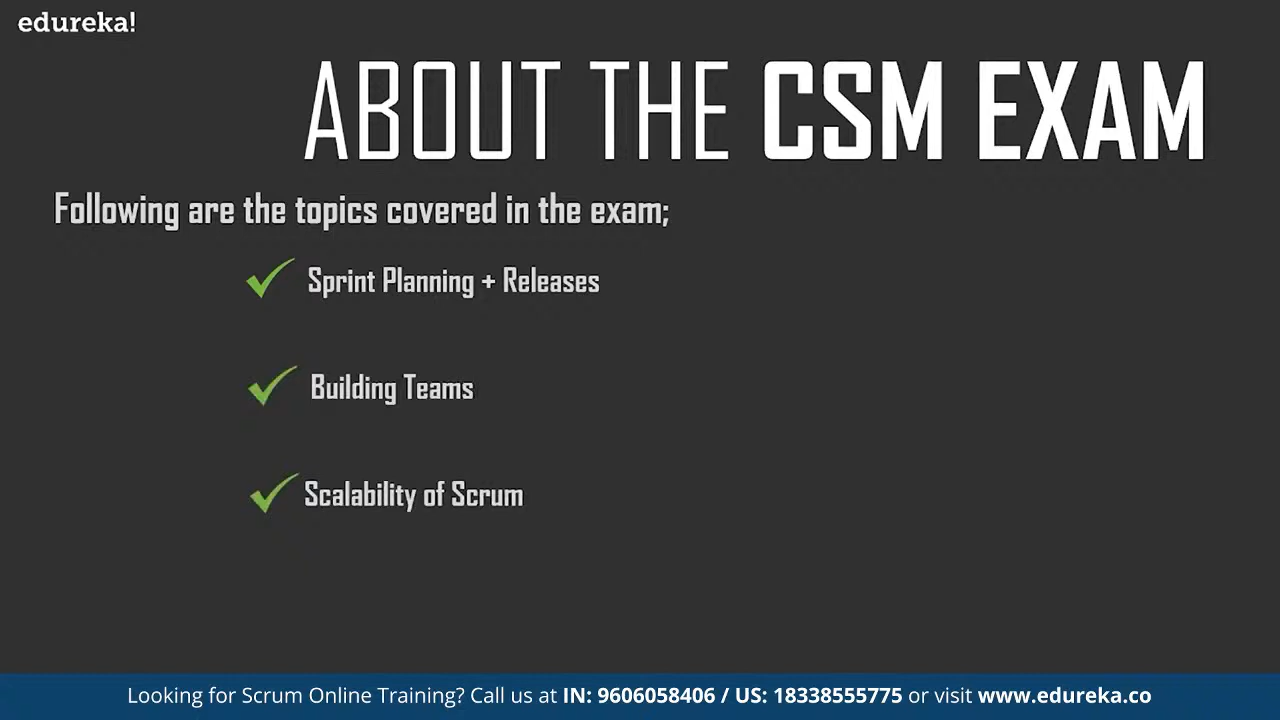 edureka!
ABOUT THE CSM EXAM
Following are the topics covered in the exam;
Sprint Planning + Releases
Building Teams
Scalability of Scrum
Looking for Scrum Online Training? Call us at IN: 9606058406 / US: 18338555775 or visit www.edureka.co